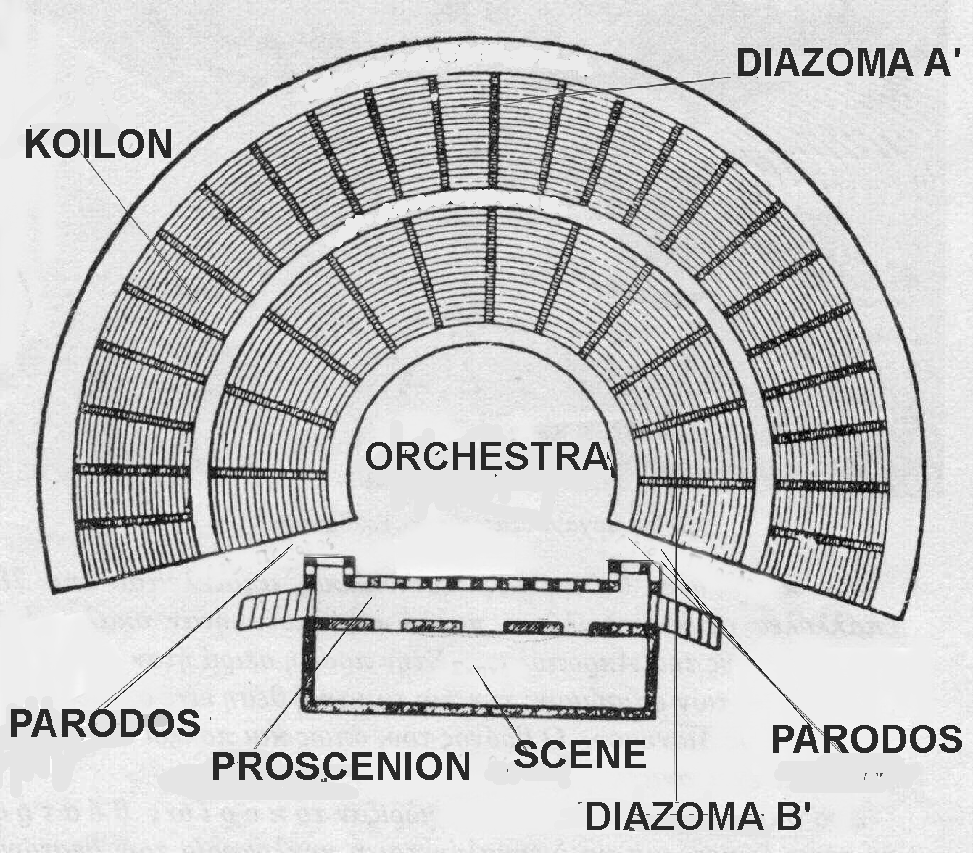 DIAZOMA A'
KOILON
ORCHESTRA
PARODOS
PROSCENION
SCENE
PARODOS
DIAZOMA B'